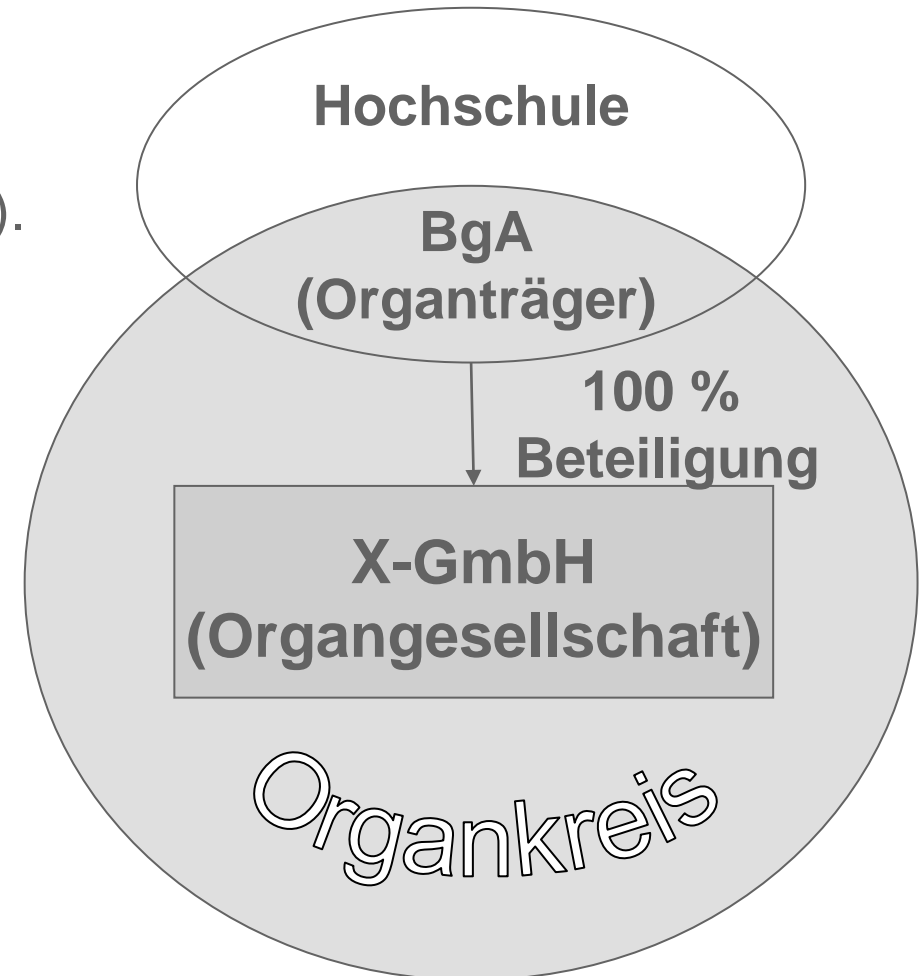 Hochschule
).
BgA
(Organträger)
100 %
Beteiligung
X-GmbH
(Organgesellschaft)
Organkreis